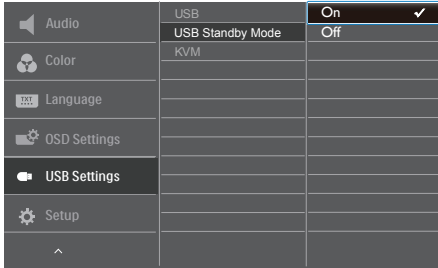 Audio
Color
TXT
Language
OSD Settings
USB Settings
Setup
USB
USB Standby Mode
KVM
On
Off